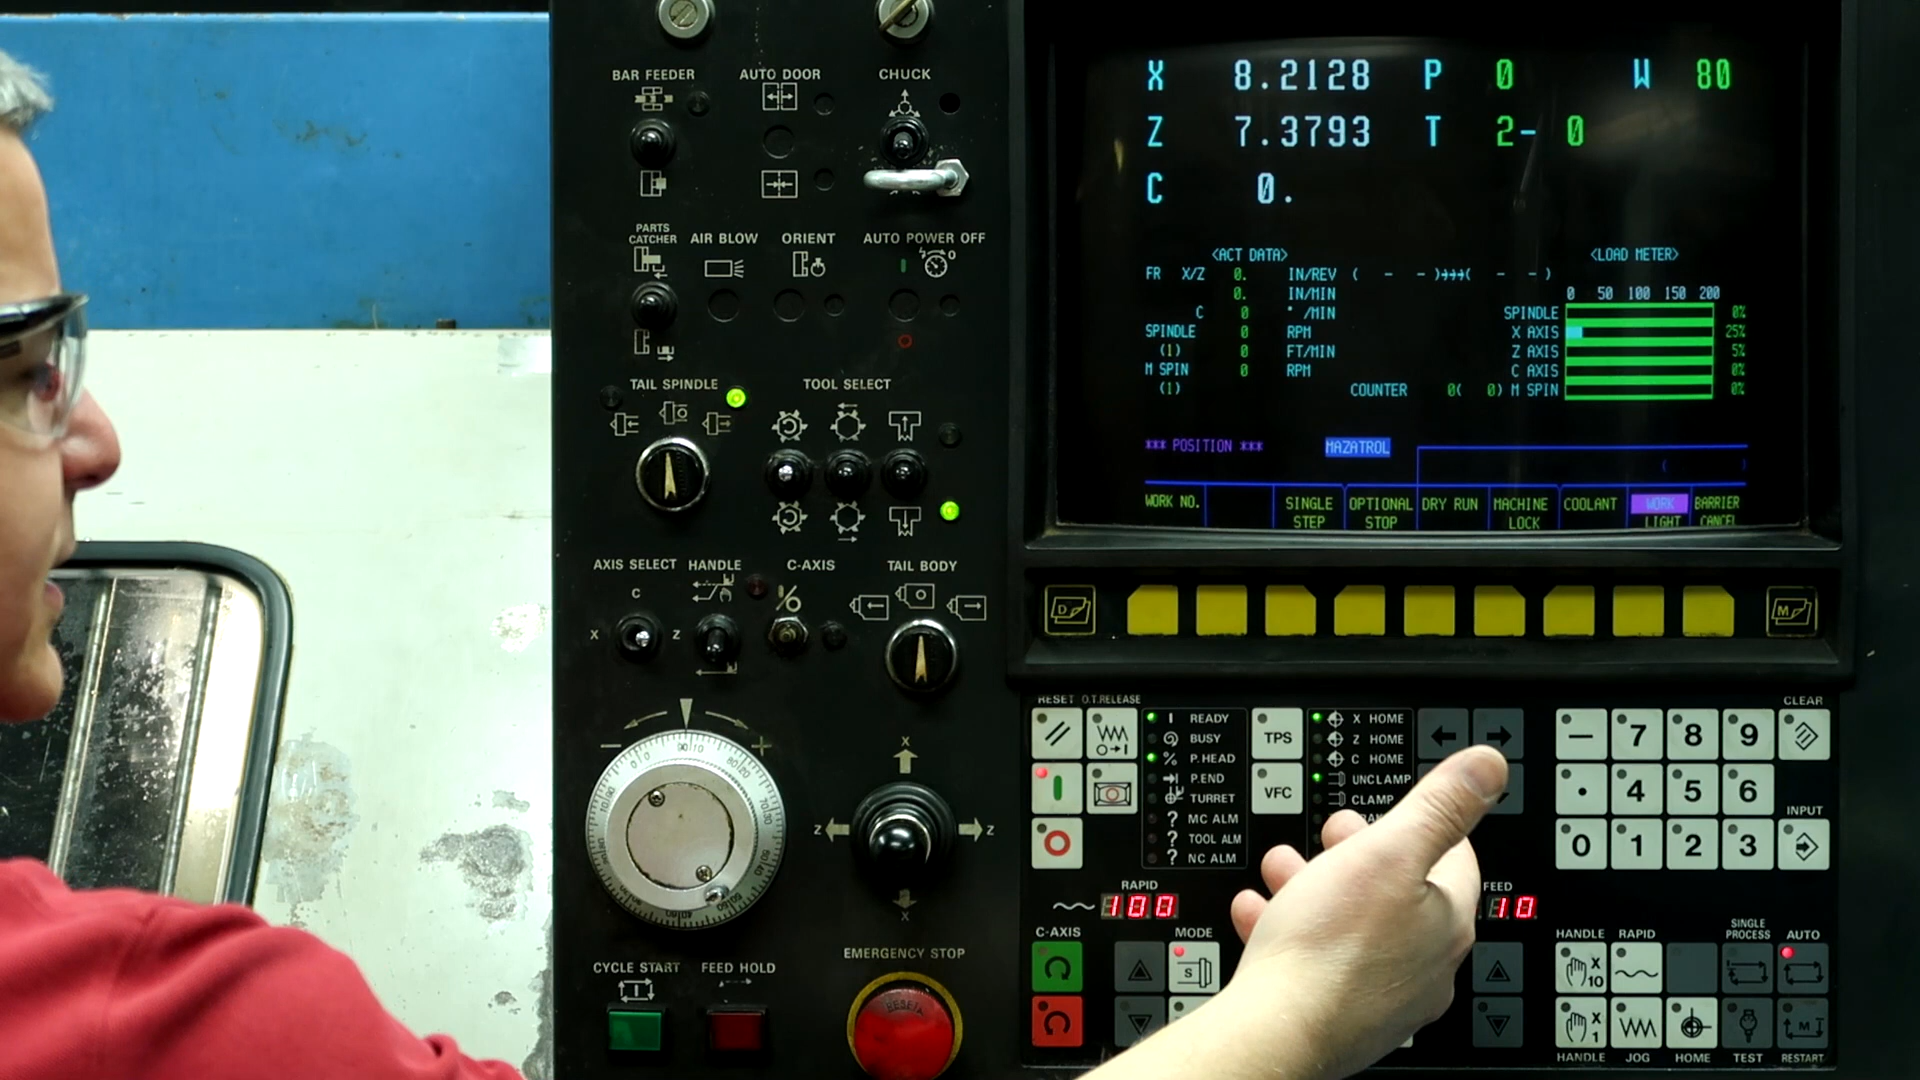 BAR FEEDER
AUTO DOOR
CHUCK
PARTS
CATCHER
AIR BLOW
ORIENT
AUTO POWER OFF
TAIL SPINDLE
TOOL SELECT
AXIS SELECT
HANDLE
C-AXIS
TAIL BODY
C
X
Z
X
Z
Z
X
CYCLE START
FEED HOLD
EMERGENCY STOP
RESET
X 8.2128 P 0 W 80
Z 7.3793 T 2- 0
C 0.
<ACT DATA>
<LOAD METER>
FR X/Z 0. IN/REV ( - - )+++( - - )
0. IN/MIN
0 50 100 150 200
C 0 ° /MIN
SPINDLE 0%
SPINDLE 0 RPM
X AXIS 25%
(1) 0 FT/MIN
Z AXIS 5%
M SPIN 0 RPM
C AXIS 0%
(1)
COUNTER 0( 0)
M SPIN 0%
*** POSITION ***
MAZATROL
( )
WORK NO.
SINGLE
STEP
OPTIONAL
STOP
DRY RUN
MACHINE
LOCK
COOLANT
WORK
LIGHT
BARRIER
CANCEL
D
M
RESET O.T.RELEASE
READY
BUSY
P.HEAD
P.END
TURRET
? MC ALM
? TOOL ALM
? NC ALM
TPS
VFC
X HOME
Z HOME
C HOME
UNCLAMP
CLAMP
CLEAR
- 7 8 9
. 4 5 6
INPUT
0 1 2 3
RAPID
100
FEED
10
C-AXIS
MODE
S
HANDLE
RAPID
SINGLE
PROCESS
AUTO
X
10
X
1
M
HANDLE
JOG
HOME
TEST
RESTART